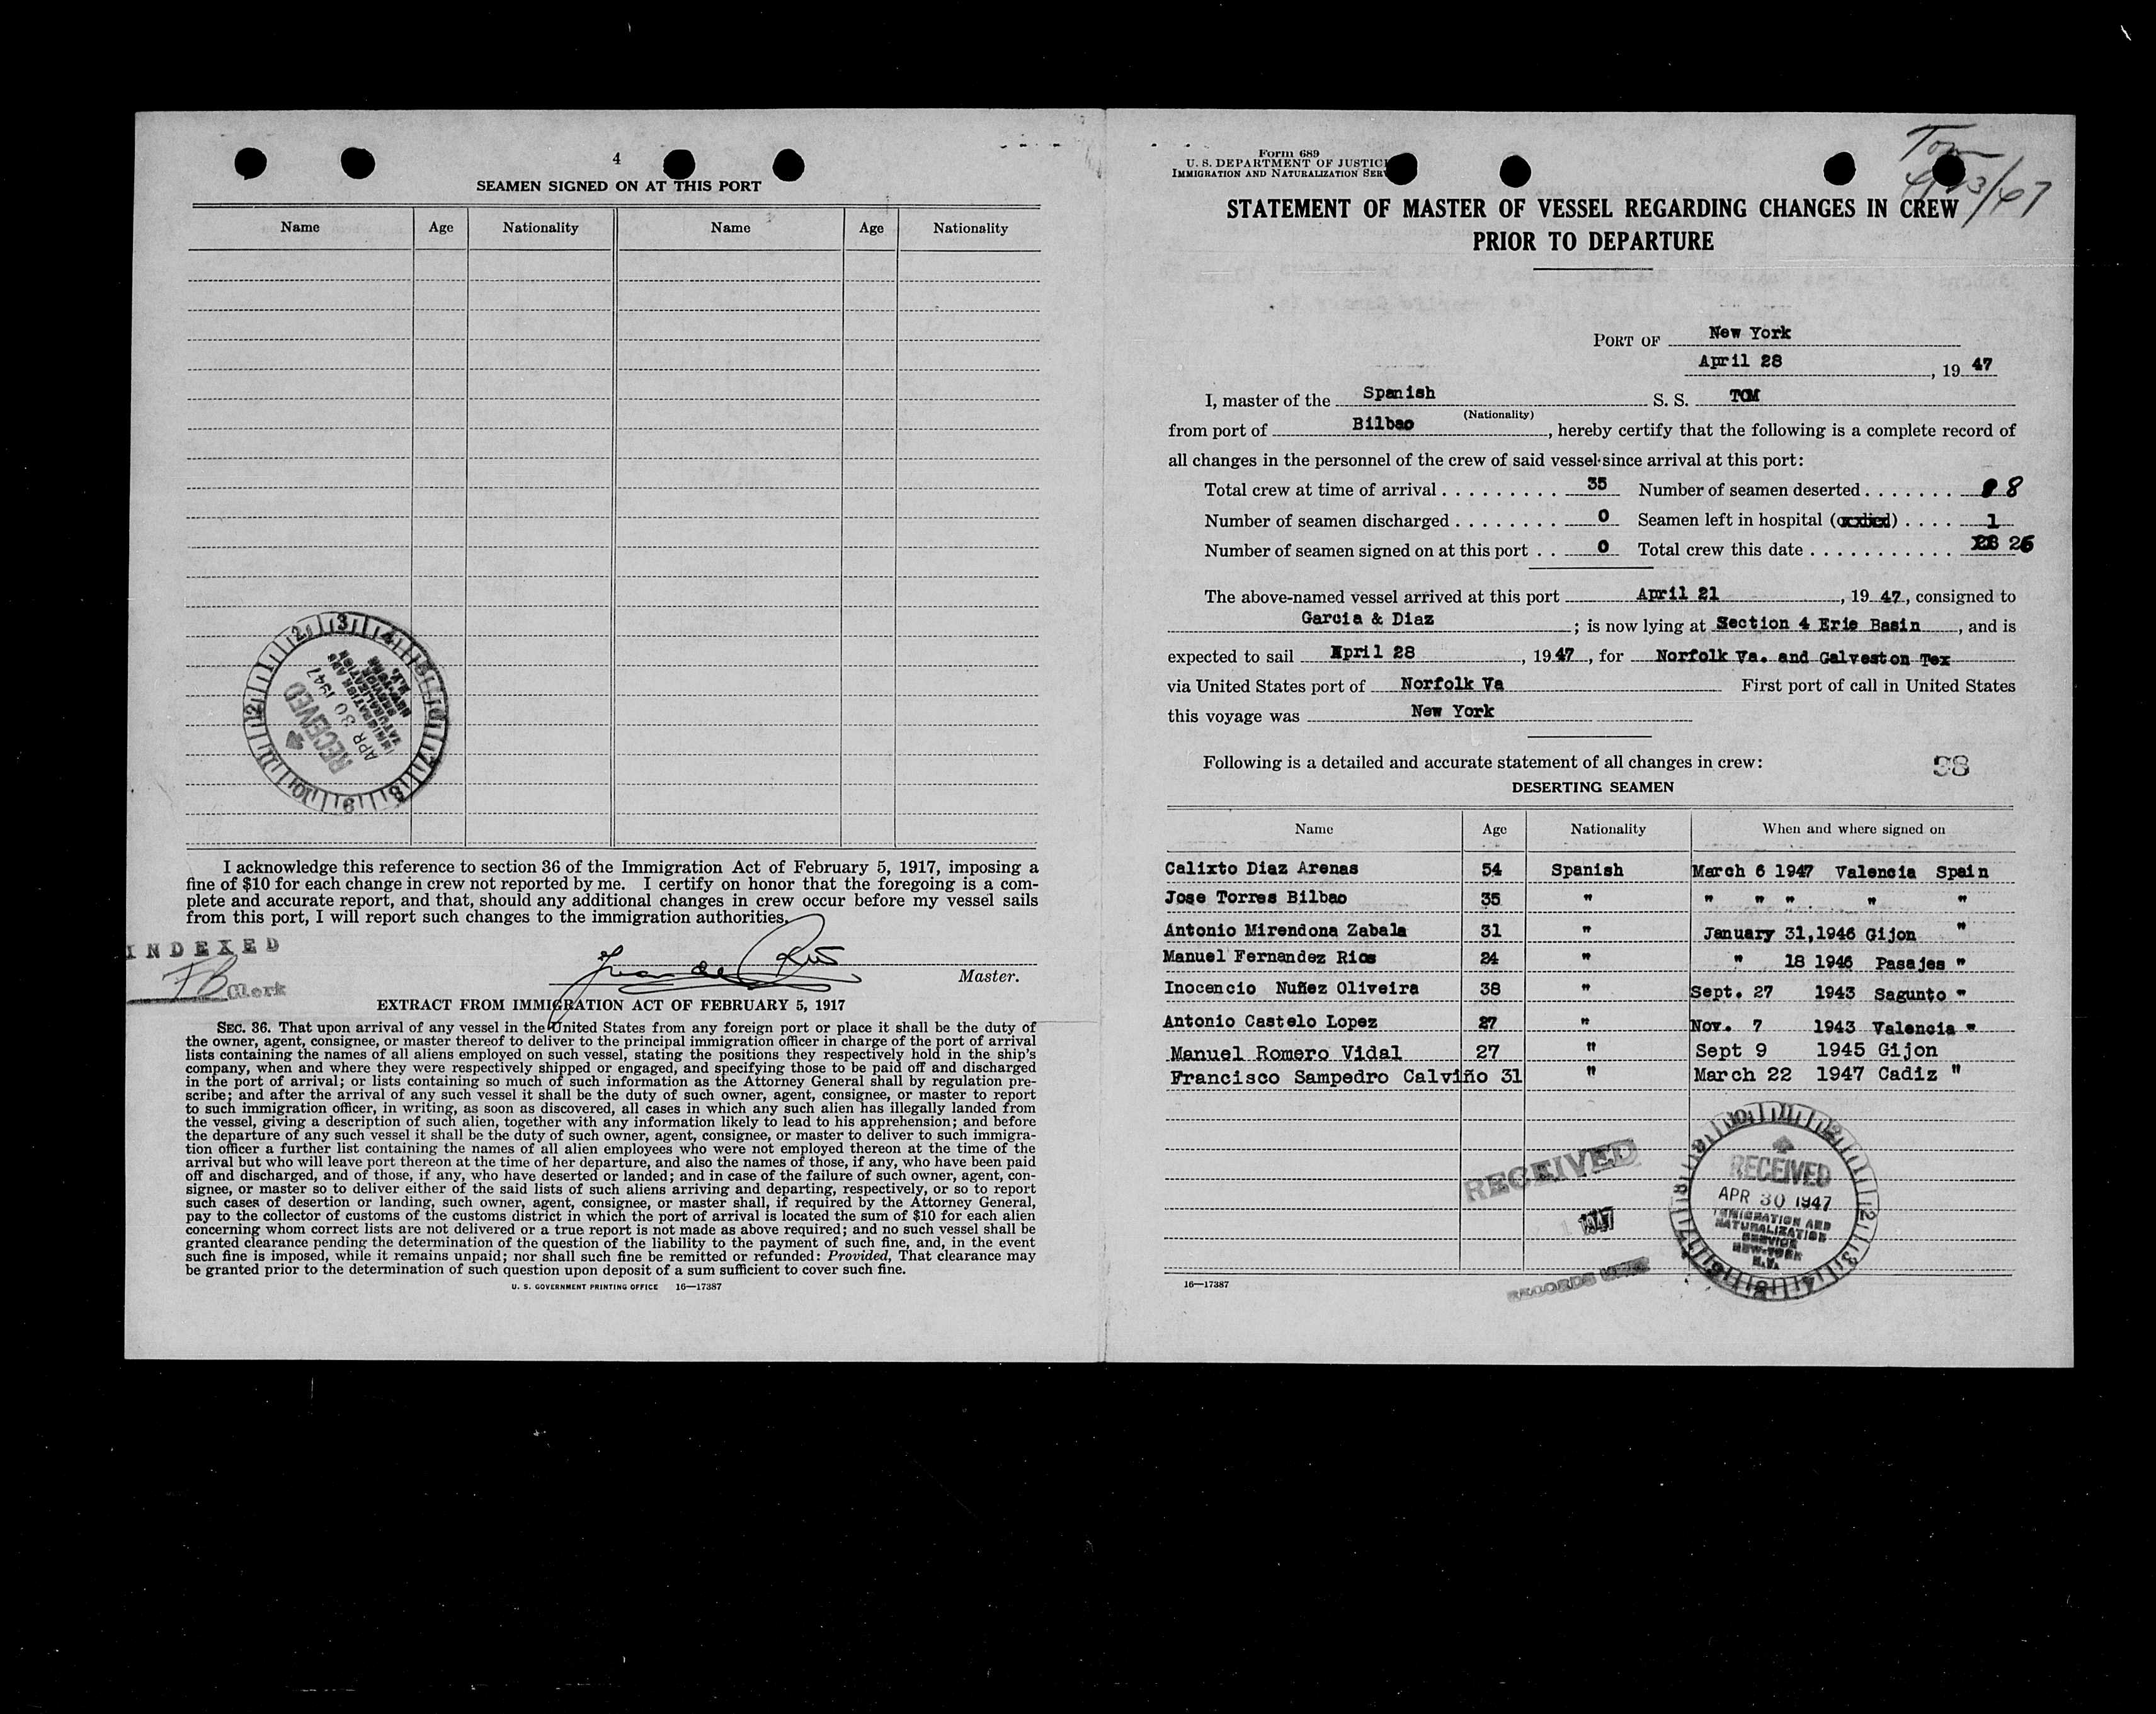 4
SEAMEN SIGNED ON AT THIS PORT
Name Age Nationality Name Age Nationality
RECEIVED
APR 30 1947
IMMIGRATION AND
NATURALIZATION
SERVICE
NEW-YORK
N.Y.
I acknowledge this reference to section 36 of the Immigration Act of February 5, 1917, imposing a
fine of $10 for each change in crew not reported by me. I certify on honor that the foregoing is a com-
plete and accurate report, and that, should any additional changes in crew occur before my vessel sails
from this port, I will report such changes to the immigration authorities.
INDEXED
FB Clerk
Juan de
Master.
EXTRACT FROM IMMIGRATION ACT OF FEBRUARY 5, 1917
SEC. 36. That upon arrival of any vessel in the United States from any foreign port or place it shall be the duty of
the owner, agent, consignee, or master thereof to deliver to the principal immigration officer in charge of the port of arrival
lists containing the names of all aliens employed on such vessel, stating the positions they respectively hold in the ship's
company, when and where they were respectively shipped or engaged, and specifying those to be paid off and discharged
in the port of arrival; or lists containing so much of such information as the Attorney General shall by regulation pre-
scribe; and after the arrival of any such vessel it shall be the duty of such owner, agent, consignee, or master to report
to such immigration officer, in writing, as soon as discovered, all cases in which any such alien has illegally landed from
the vessel, giving a description of such alien, together with any information likely to lead to his apprehension; and before
the departure of any such vessel it shall be the duty of such owner, agent, consignee, or master to deliver to such immigra-
tion officer a further list containing the names of all alien employees who were not employed thereon at the time of the
arrival but who will leave port thereon at the time of her departure, and also the names of those, if any, who have been paid
off and discharged, and of those, if any, who have deserted or landed; and in case of the failure of such owner, agent, con-
signee, or master so to deliver either of the said lists of such aliens arriving and departing, respectively, or so to report
such cases of desertion or landing, such owner, agent, consignee, or master shall, if required by the Attorney General,
pay to the collector of customs of the customs district in which the port of arrival is located the sum of $10 for each alien
concerning whom correct lists are not delivered or a true report is not made as above required; and no such vessel shall be
granted clearance pending the determination of the question of the liability to the payment of such fine, and, in the event
such fine is imposed, while it remains unpaid; nor shall such fine be remitted or refunded: Provided, That clearance may
be granted prior to the determination of such question upon deposit of a sum sufficient to cover such fine.
U. S. GOVERNMENT PRINTING OFFICE 16—17387
Form 689
U. S. DEPARTMENT OF JUSTICE
IMMIGRATION AND NATURALIZATION SER
Tom
STATEMENT OF MASTER OF VESSEL REGARDING CHANGES IN CREW
PRIOR TO DEPARTURE
PORT OF New York
April 28, 19 47
I, master of the Spanish S. S. TOM
(Nationality)
from port of Bilbao, hereby certify that the following is a complete record of
all changes in the personnel of the crew of said vessel since arrival at this port:
Total crew at time of arrival 35 Number of seamen deserted 8
Number of seamen discharged 0 Seamen left in hospital (or died) 1
Number of seamen signed on at this port 0 Total crew this date 28 26
The above-named vessel arrived at this port April 21, 19 47, consigned to
Garcia & Diaz; is now lying at Section 4 Erie Basin, and is
expected to sail April 28, 19 47, for Norfolk Va. and Galveston Tex
via United States port of Norfolk Va First port of call in United States
this voyage was New York
Following is a detailed and accurate statement of all changes in crew:
98
DESERTING SEAMEN
Name Age Nationality When and where signed on
Calixto Diaz Arenas 54 Spanish March 6 1947 Valencia Spain
Jose Torres Bilbao 35 " " " " " "
Antonio Mirendona Zabala 31 " January 31,1946 Gijon "
Manuel Fernandez Rios 24 " " 18 1946 Pasajes "
Inocencio Nuñez Oliveira 38 " Sept. 27 1943 Sagunto "
Antonio Castelo Lopez 27 " Nov. 7 1943 Valencia "
Manuel Romero Vidal 27 " Sept 9 1945 Gijon
Francisco Sampedro Calviño 31 " March 22 1947 Cadiz "
RECEIVED
1947
RECORDS
RECEIVED
APR 30 1947
IMMIGRATION AND
NATURALIZATION
SERVICE
NEW-YORK
N.Y.
16—17387